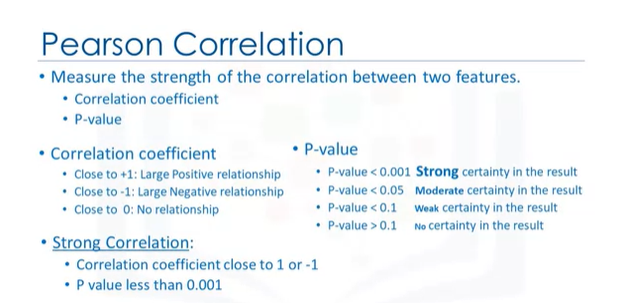 Pearson Correlation
• Measure the strength of the correlation between two features.
• Correlation coefficient
• P-value
• Correlation coefficient
• Close to +1: Large Positive relationship
• Close to -1: Large Negative relationship
• Close to 0: No relationship
• P-value
• P-value < 0.001 Strong certainty in the result
• P-value < 0.05 Moderate certainty in the result
• P-value < 0.1 Weak certainty in the result
• P-value > 0.1 No certainty in the result
• Strong Correlation:
• Correlation coefficient close to 1 or -1
• P value less than 0.001